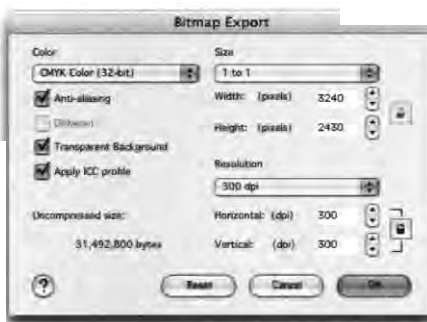 Bitmap Export
Color
CMYK Color (32-bit)
Anti-aliasing
Dithered
Transparent Background
Apply ICC profile
Uncompressed size:
31,492,800 bytes
Size
1 to 1
Width: (pixels) 3240
Height: (pixels) 2430
Resolution
300 dpi
Horizontal: (dpi) 300
Vertical: (dpi) 300
?
Reset
Cancel
OK